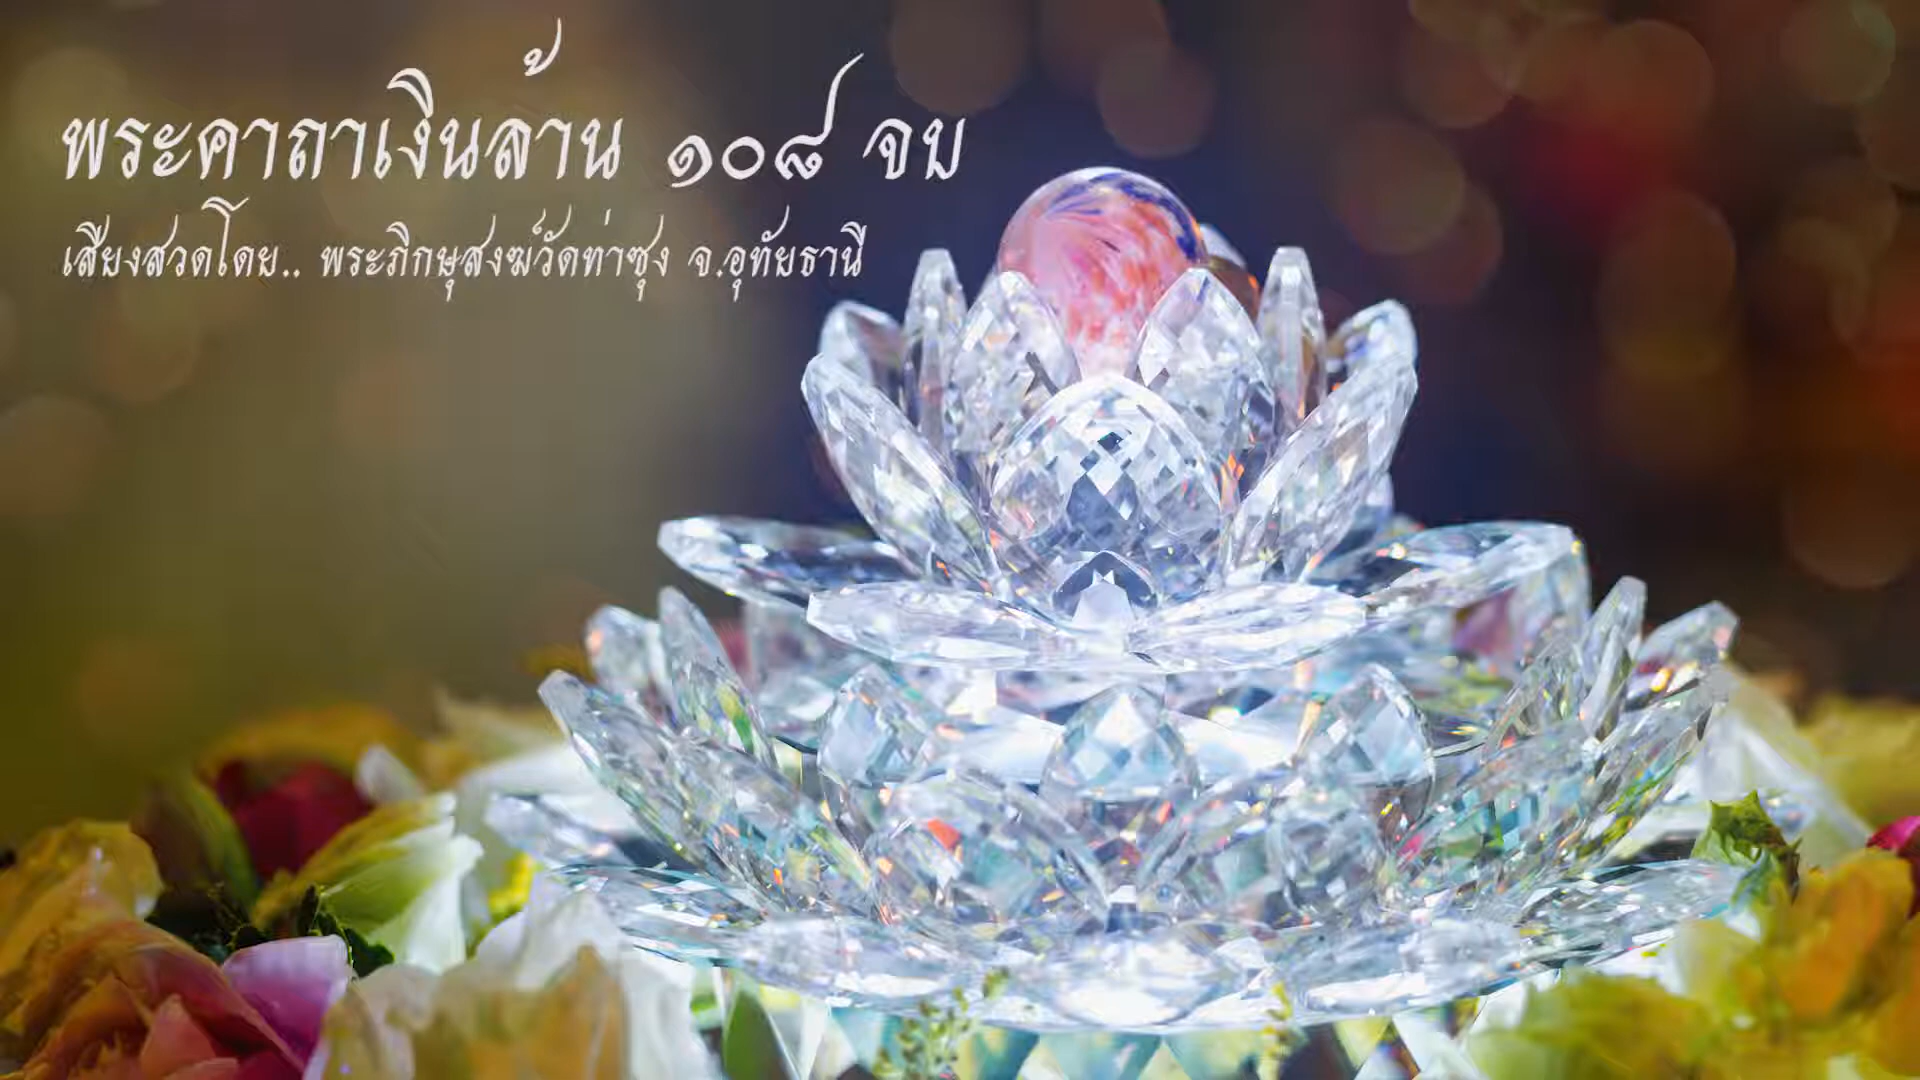 พระคาถาเงินล้าน ๑๐๘ จบ
เสียงสวดโดย.. พระภิกษุสงฆ์วัดท่าซุง จ.อุทัยธานี